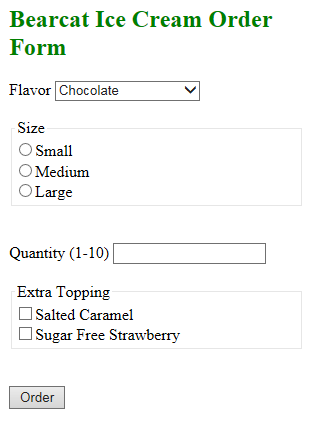 Bearcat Ice Cream Order
Form
Flavor Chocolate
Size
Small
Medium
Large
Quantity (1-10)
Extra Topping
Salted Caramel
Sugar Free Strawberry
Order